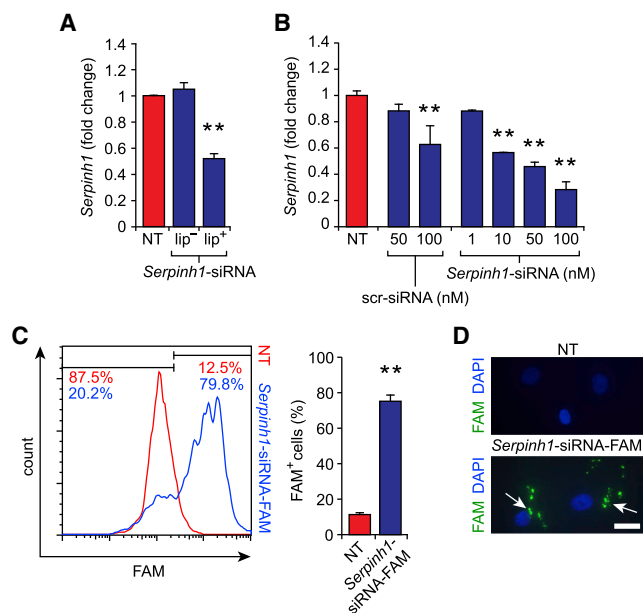 A
Serpinh1 (fold change)
1.4
1.2
1
0.8
0.6
0.4
1.2
0
**
NT
lip–
lip+
Serpinh1-siRNA
B
Serpinh1 (fold change)
1.4
1.2
1
0.8
0.6
0.4
1.2
0
**
**
**
**
NT
50 100
1 10 50 100
scr-siRNA (nM)
Serpinh1-siRNA (nM)
C
count
87.5%
20.2%
12.5%
79.8%
NT
Serpinh1-siRNA-FAM
FAM
FAM+ cells (%)
100
80
60
40
20
0
**
NT
Serpinh1-
siRNA-FAM
D
NT
FAM DAPI
Serpinh1-siRNA-FAM
FAM DAPI